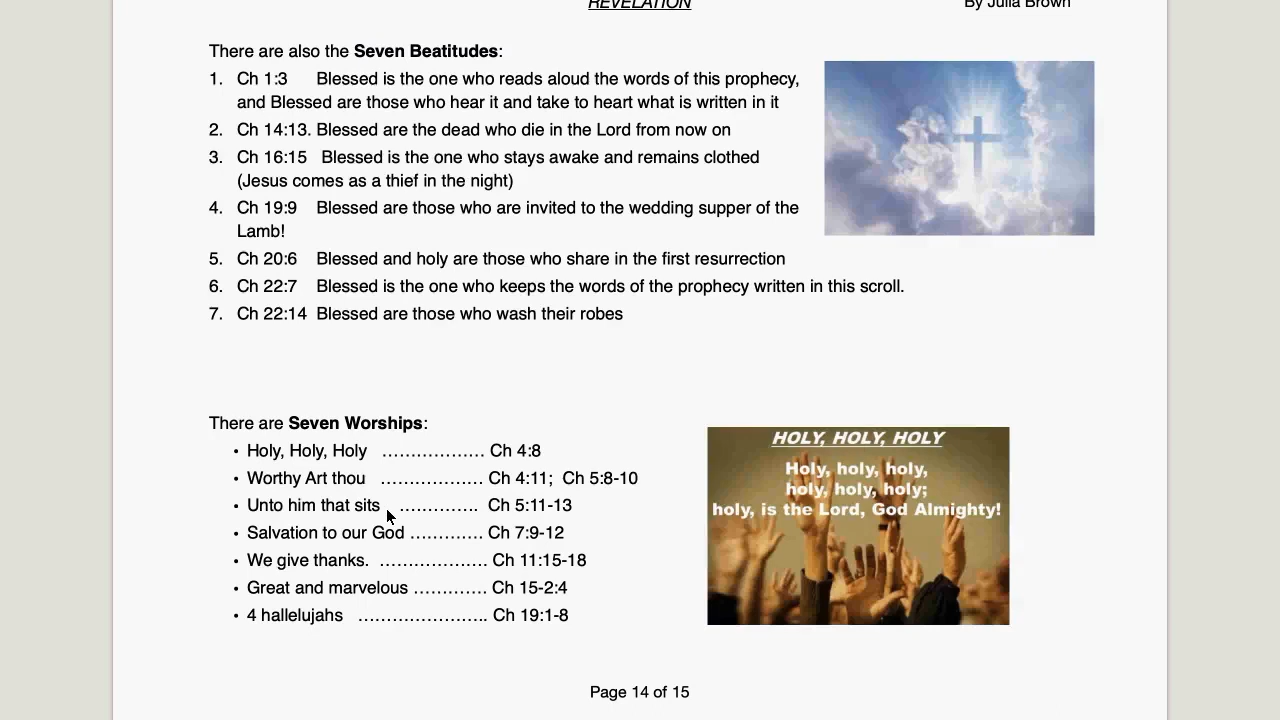 REVELATION By Julia Brown
There are also the Seven Beatitudes:
1. Ch 1:3 Blessed is the one who reads aloud the words of this prophecy,
and Blessed are those who hear it and take to heart what is written in it
2. Ch 14:13. Blessed are the dead who die in the Lord from now on
3. Ch 16:15 Blessed is the one who stays awake and remains clothed
(Jesus comes as a thief in the night)
4. Ch 19:9 Blessed are those who are invited to the wedding supper of the
Lamb!
5. Ch 20:6 Blessed and holy are those who share in the first resurrection
6. Ch 22:7 Blessed is the one who keeps the words of the prophecy written in this scroll.
7. Ch 22:14 Blessed are those who wash their robes
There are Seven Worships:
• Holy, Holy, Holy ……………… Ch 4:8
• Worthy Art thou ……………… Ch 4:11; Ch 5:8-10
• Unto him that sits ………….. Ch 5:11-13
• Salvation to our God …………. Ch 7:9-12
• We give thanks. ………………. Ch 11:15-18
• Great and marvelous …………. Ch 15-2:4
• 4 hallelujahs ………………….. Ch 19:1-8
HOLY, HOLY, HOLY
Holy, holy, holy,
holy, holy, holy;
holy, is the Lord, God Almighty!
Page 14 of 15